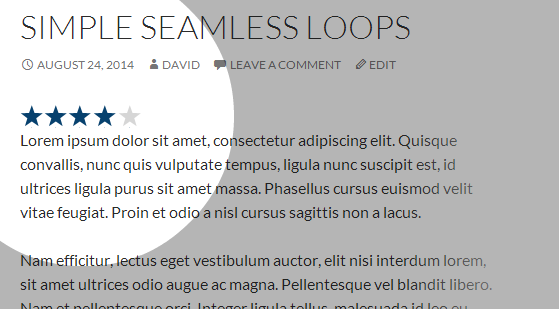 SIMPLE SEAMLESS LOOPS
AUGUST 24, 2014 DAVID LEAVE A COMMENT EDIT
Lorem ipsum dolor sit amet, consectetur adipiscing elit. Quisque
convallis, nunc quis vulputate tempus, ligula nunc suscipit est, id
ultrices ligula purus sit amet massa. Phasellus cursus euismod velit
vitae feugiat. Proin et odio a nisl cursus sagittis non a lacus.
Nam efficitur, lectus eget vestibulum auctor, elit nisi interdum lorem,
sit amet ultrices odio augue ac magna. Pellentesque vel blandit libero.
Nam et pellentesque orci. Integer ligula tellus, malesuada id leo eu